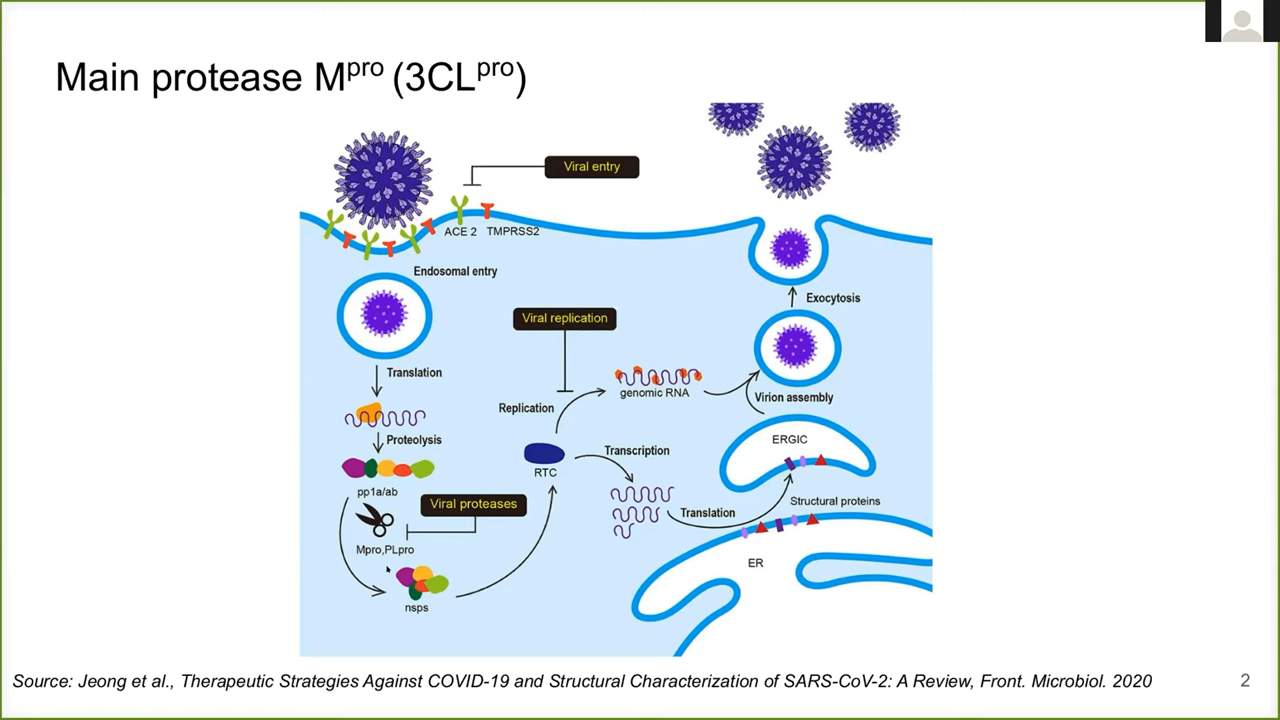 Main protease Mpro (3CLpro)
Viral entry
ACE 2 TMPRSS2
Endosomal entry
Exocytosis
Viral replication
Translation
genomic RNA
Virion assembly
Replication
Proteolysis
ERGIC
Transcription
RTC
pp1a/ab
Viral proteases
Structural proteins
Translation
Mpro,PLpro
ER
nsps
Source: Jeong et al., Therapeutic Strategies Against COVID-19 and Structural Characterization of SARS-CoV-2: A Review, Front. Microbiol. 2020
2